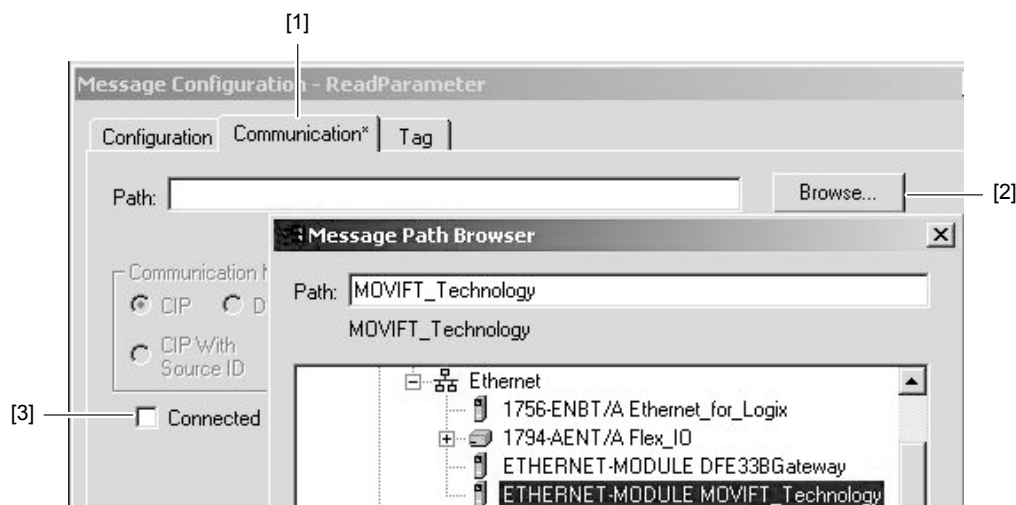 [1]
Message Configuration - ReadParameter
Configuration Communication* Tag
Path: Browse... [2]
Message Path Browser
Communication
Path: MOVIFT_Technology
CIP D
MOVIFT_Technology
CIP With
Source ID
Ethernet
1756-ENBT/A Ethernet_for_Logix
[3] Connected
1794-AENT/A Flex_IO
ETHERNET-MODULE DFE33BGateway
ETHERNET-MODULE MOVIFT_Technology